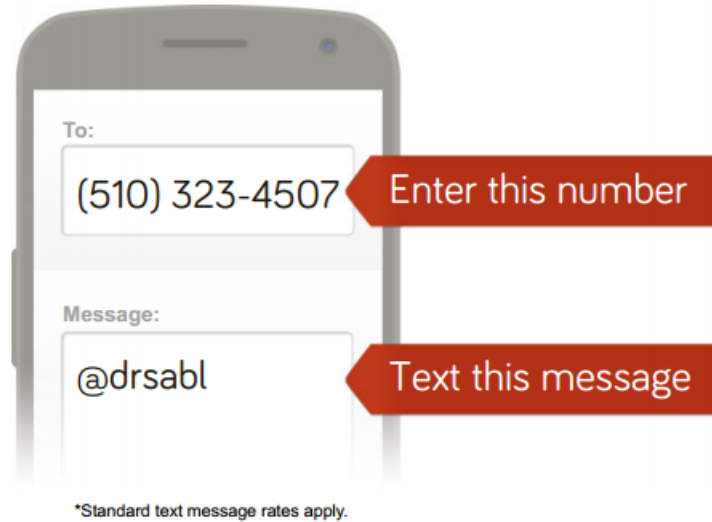 To:
(510) 323-4507
Enter this number
Message:
@drsabl
Text this message
*Standard text message rates apply.